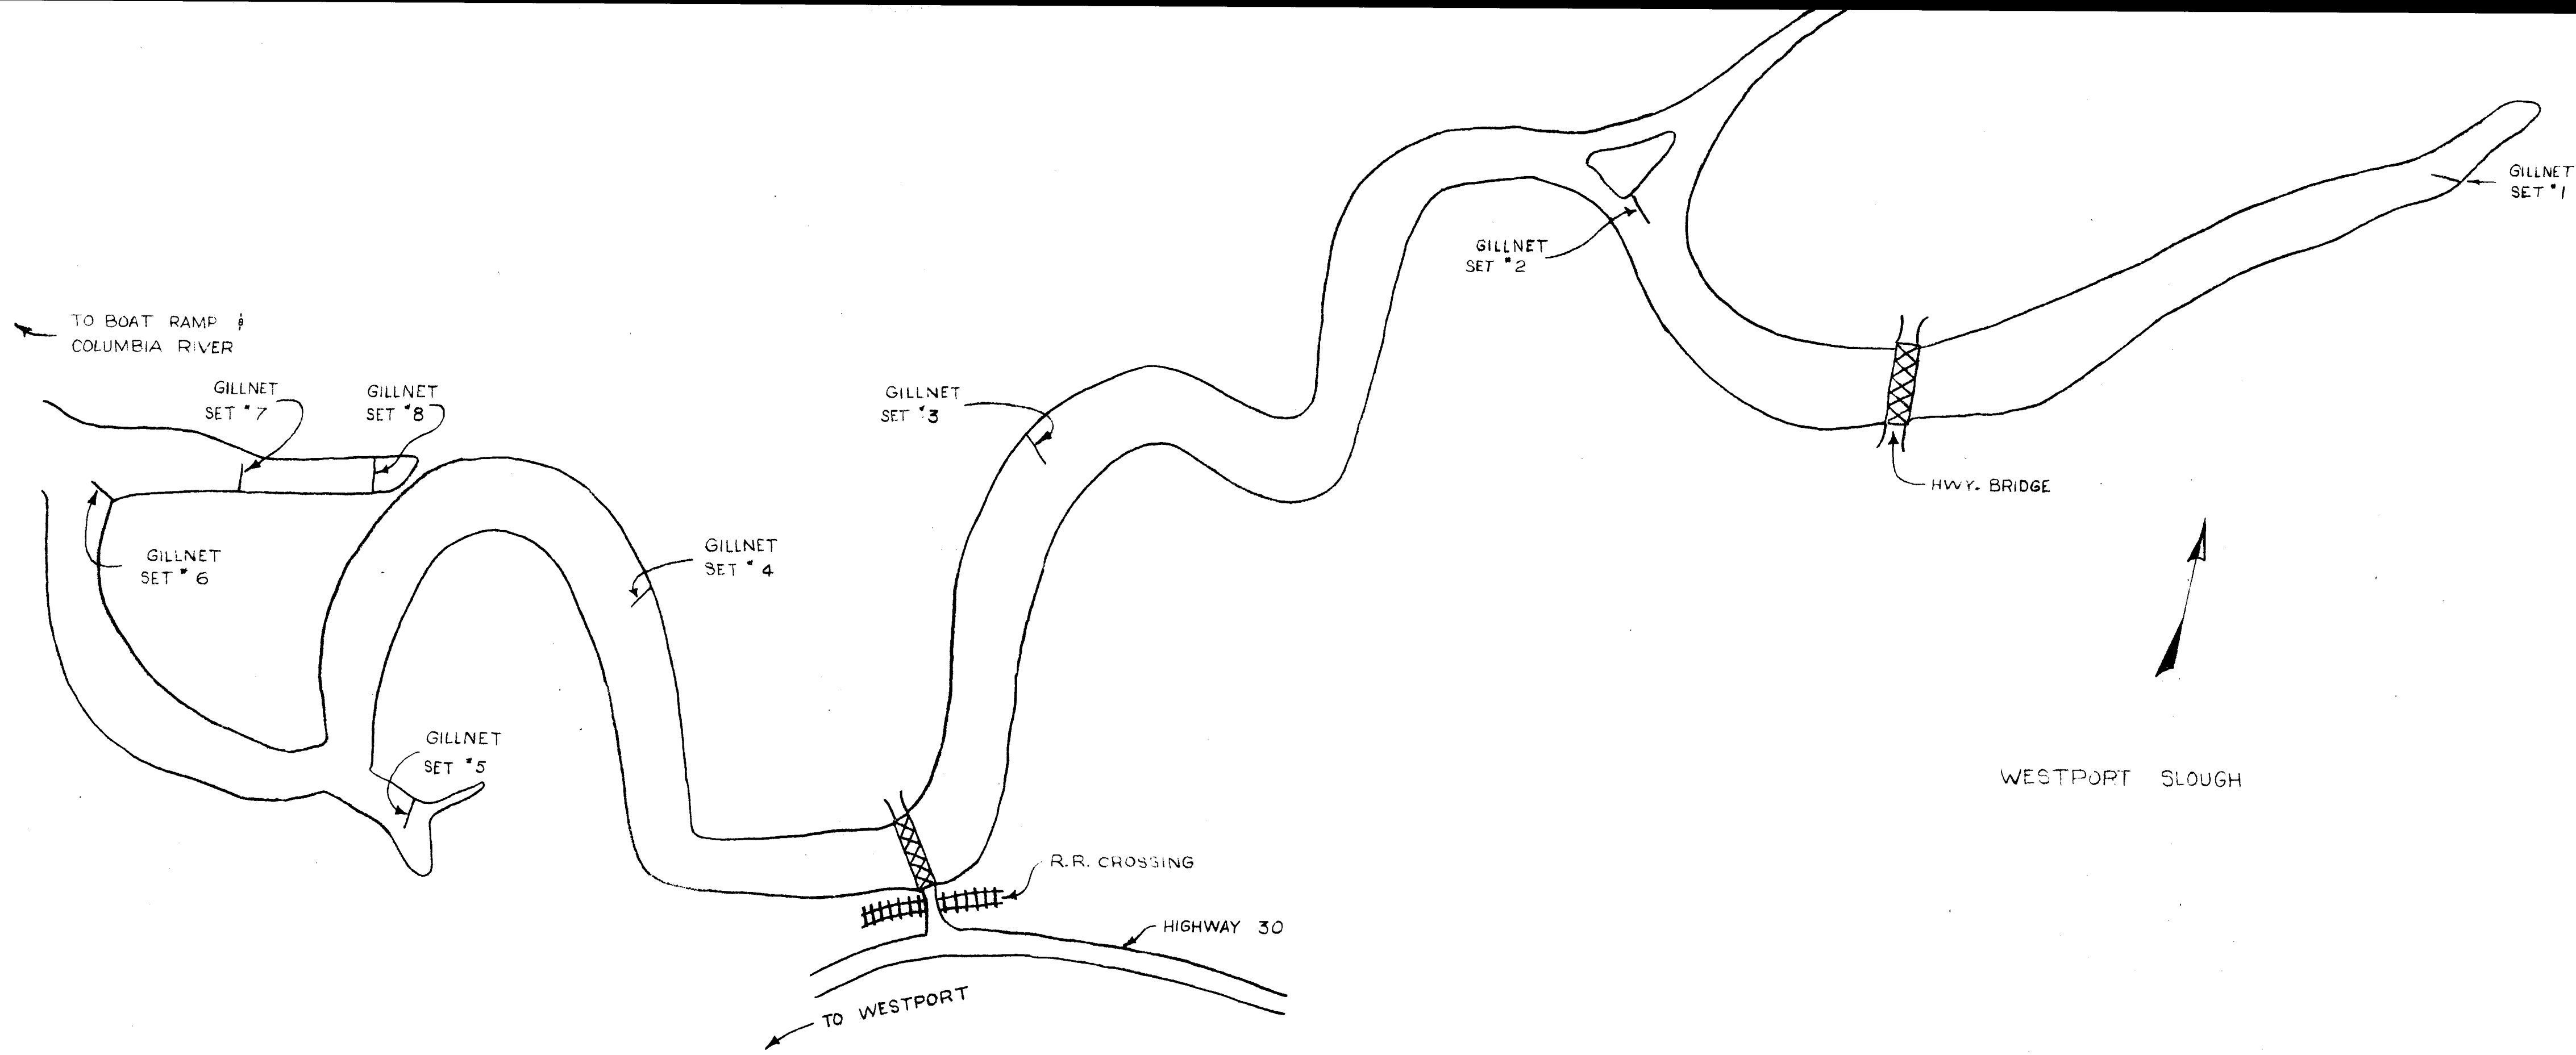 GILLNET
SET #1
GILLNET
SET #2
TO BOAT RAMP &
COLUMBIA RIVER
GILLNET
SET #7
GILLNET
SET #8
GILLNET
SET #3
HWY. BRIDGE
GILLNET
SET #6
GILLNET
SET #4
GILLNET
SET #5
WESTPORT SLOUGH
R.R. CROSSING
HIGHWAY 30
TO WESTPORT